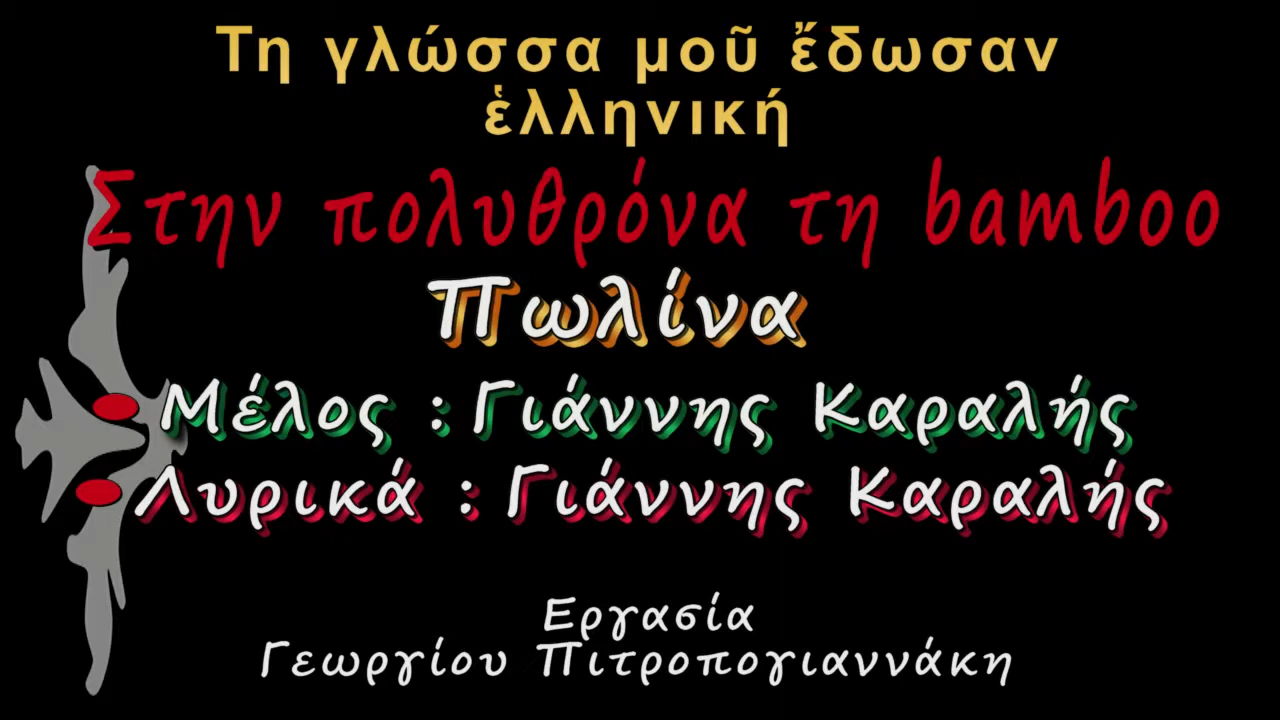 Τη γλώσσα μοῦ ἔδωσαν
ἑλληνική
Στην πολυθρόνα τη bamboo
Πωλίνα
Μέλος : Γιάννης Καραλής
Λυρικά : Γιάννης Καραλής
Εργασία
Γεωργίου Πιτροπογιαννάκη